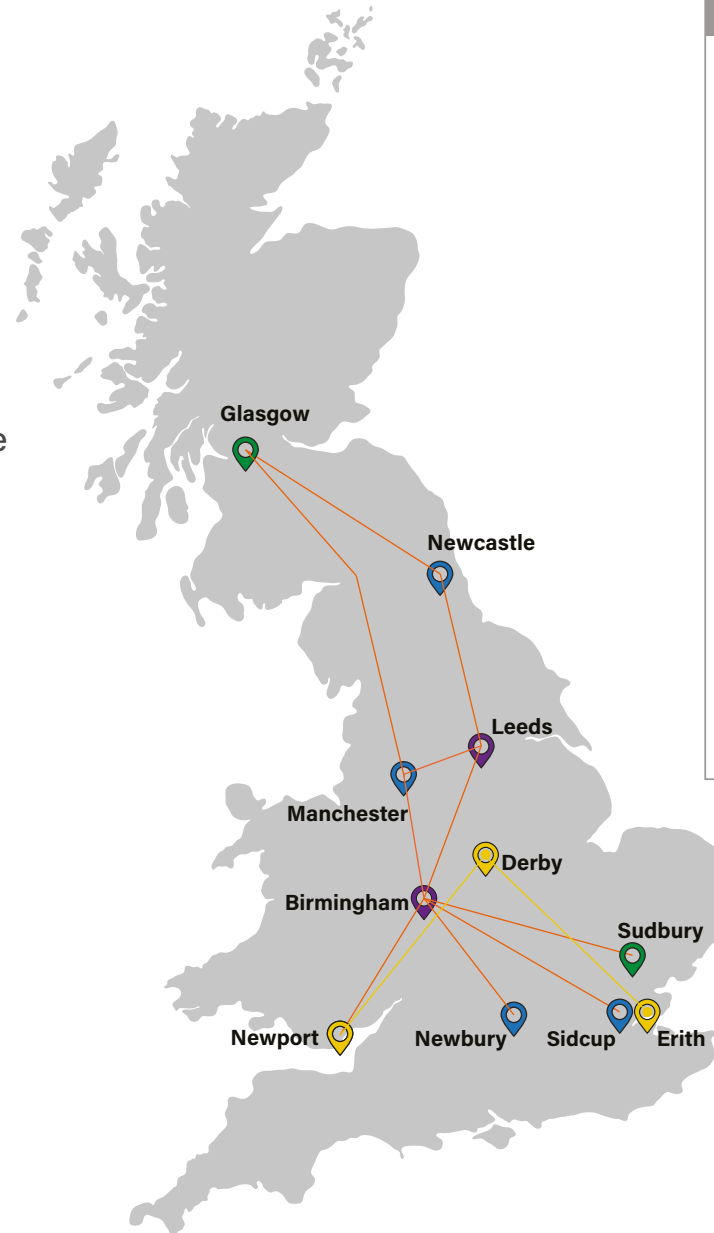 Glasgow
e
Newcastle
Leeds
Manchester
Derby
Birmingham
Sudbury
Newport
Newbury
Sidcup
Erith